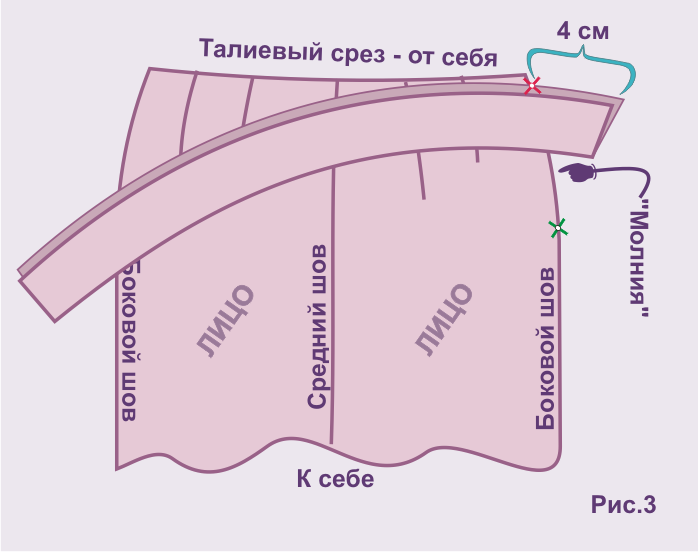 4 см
Талиевый срез - от себя
"Молния"
Боковой шов
ЛИЦО
Средний шов
ЛИЦО
Боковой шов
К себе
Рис.3